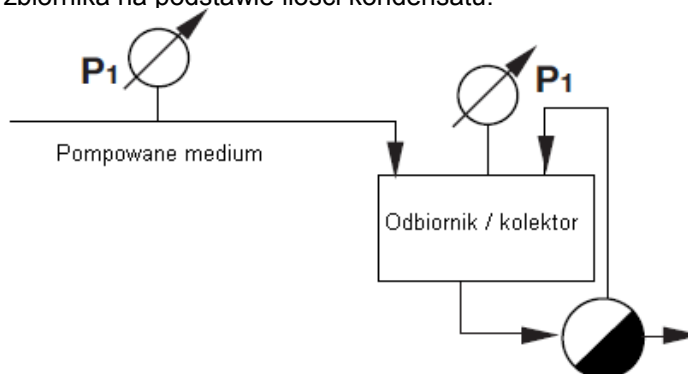 zbiornika na podstawie ilości kondensatu.
P1
P1
Pompowane medium
Odbiornik / kolektor